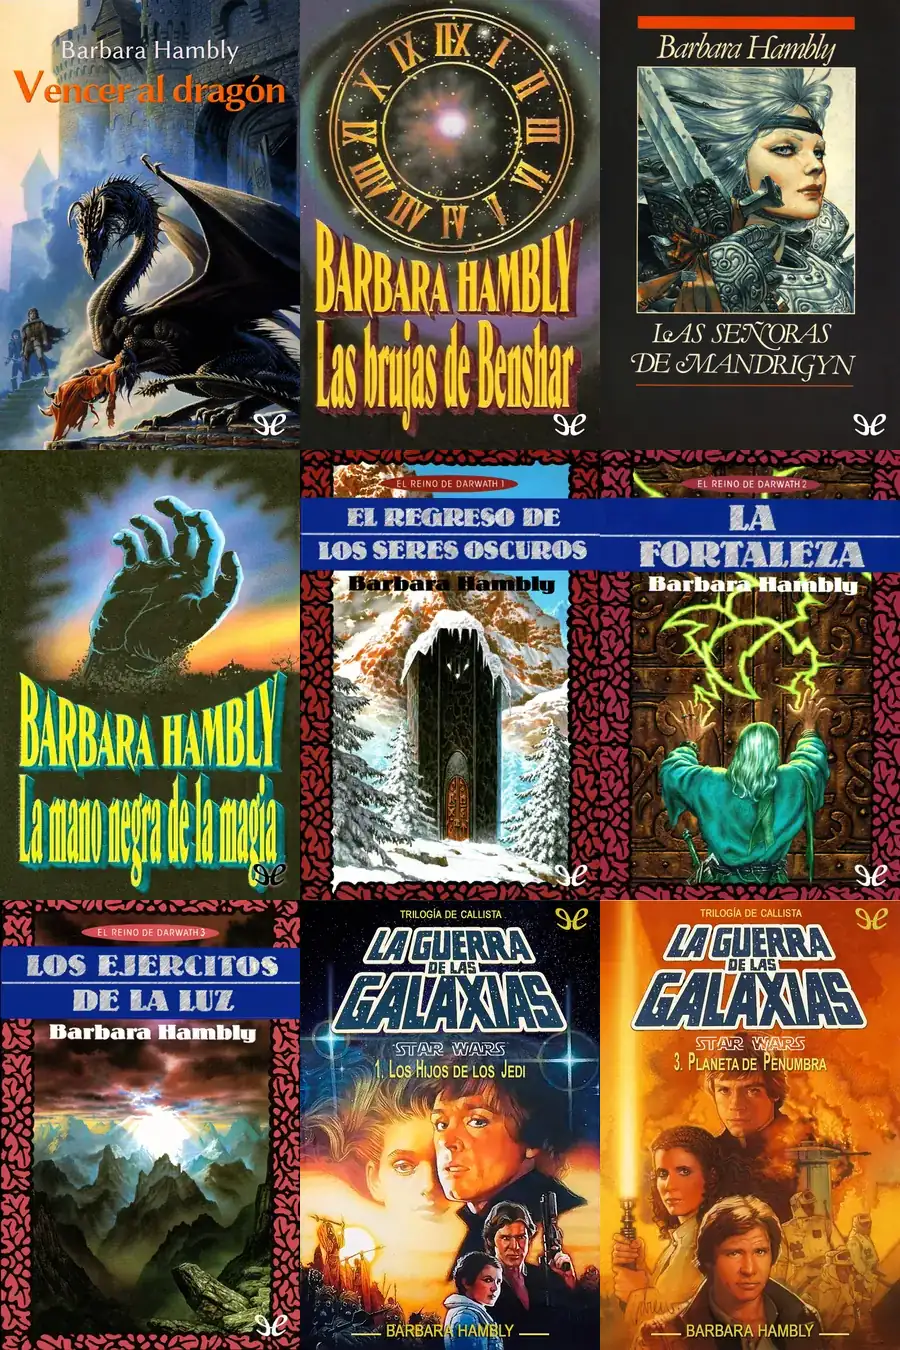 Barbara Hambly
Vencer al dragón
BARBARA HAMBLY
Las brujas de Benshar
Barbara Hambly
LAS SEÑORAS
DE MANDRIGYN
BARBARA HAMBLY
La mano negra de la magia
EL REINO DE DARWATH 1
EL REGRESO DE
LOS SERES OSCUROS
Barbara Hambly
EL REINO DE DARWATH 2
LA
FORTALEZA
Barbara Hambly
EL REINO DE DARWATH 3
LOS EJERCITOS
DE LA LUZ
Barbara Hambly
TRILOGÍA DE CALLISTA
LA GUERRA
DE LAS
GALAXIAS
STAR WARS
1. LOS HIJOS DE LOS JEDI
BARBARA HAMBLY
TRILOGÍA DE CALLISTA
LA GUERRA
DE LAS
GALAXIAS
STAR WARS
3. PLANETA DE PENUMBRA
BARBARA HAMBLY